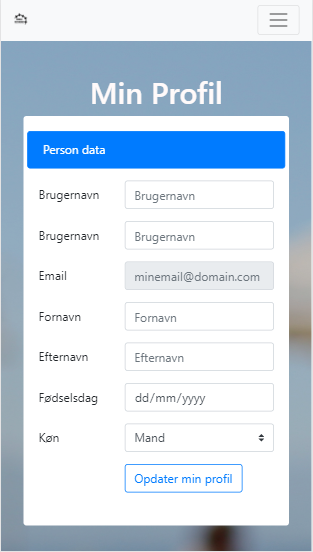 Min Profil
Person data
Brugernavn Brugernavn
Brugernavn Brugernavn
Email minemail@domain.com
Fornavn Fornavn
Efternavn Efternavn
Fødselsdag dd/mm/yyyy
Køn Mand
Opdater min profil